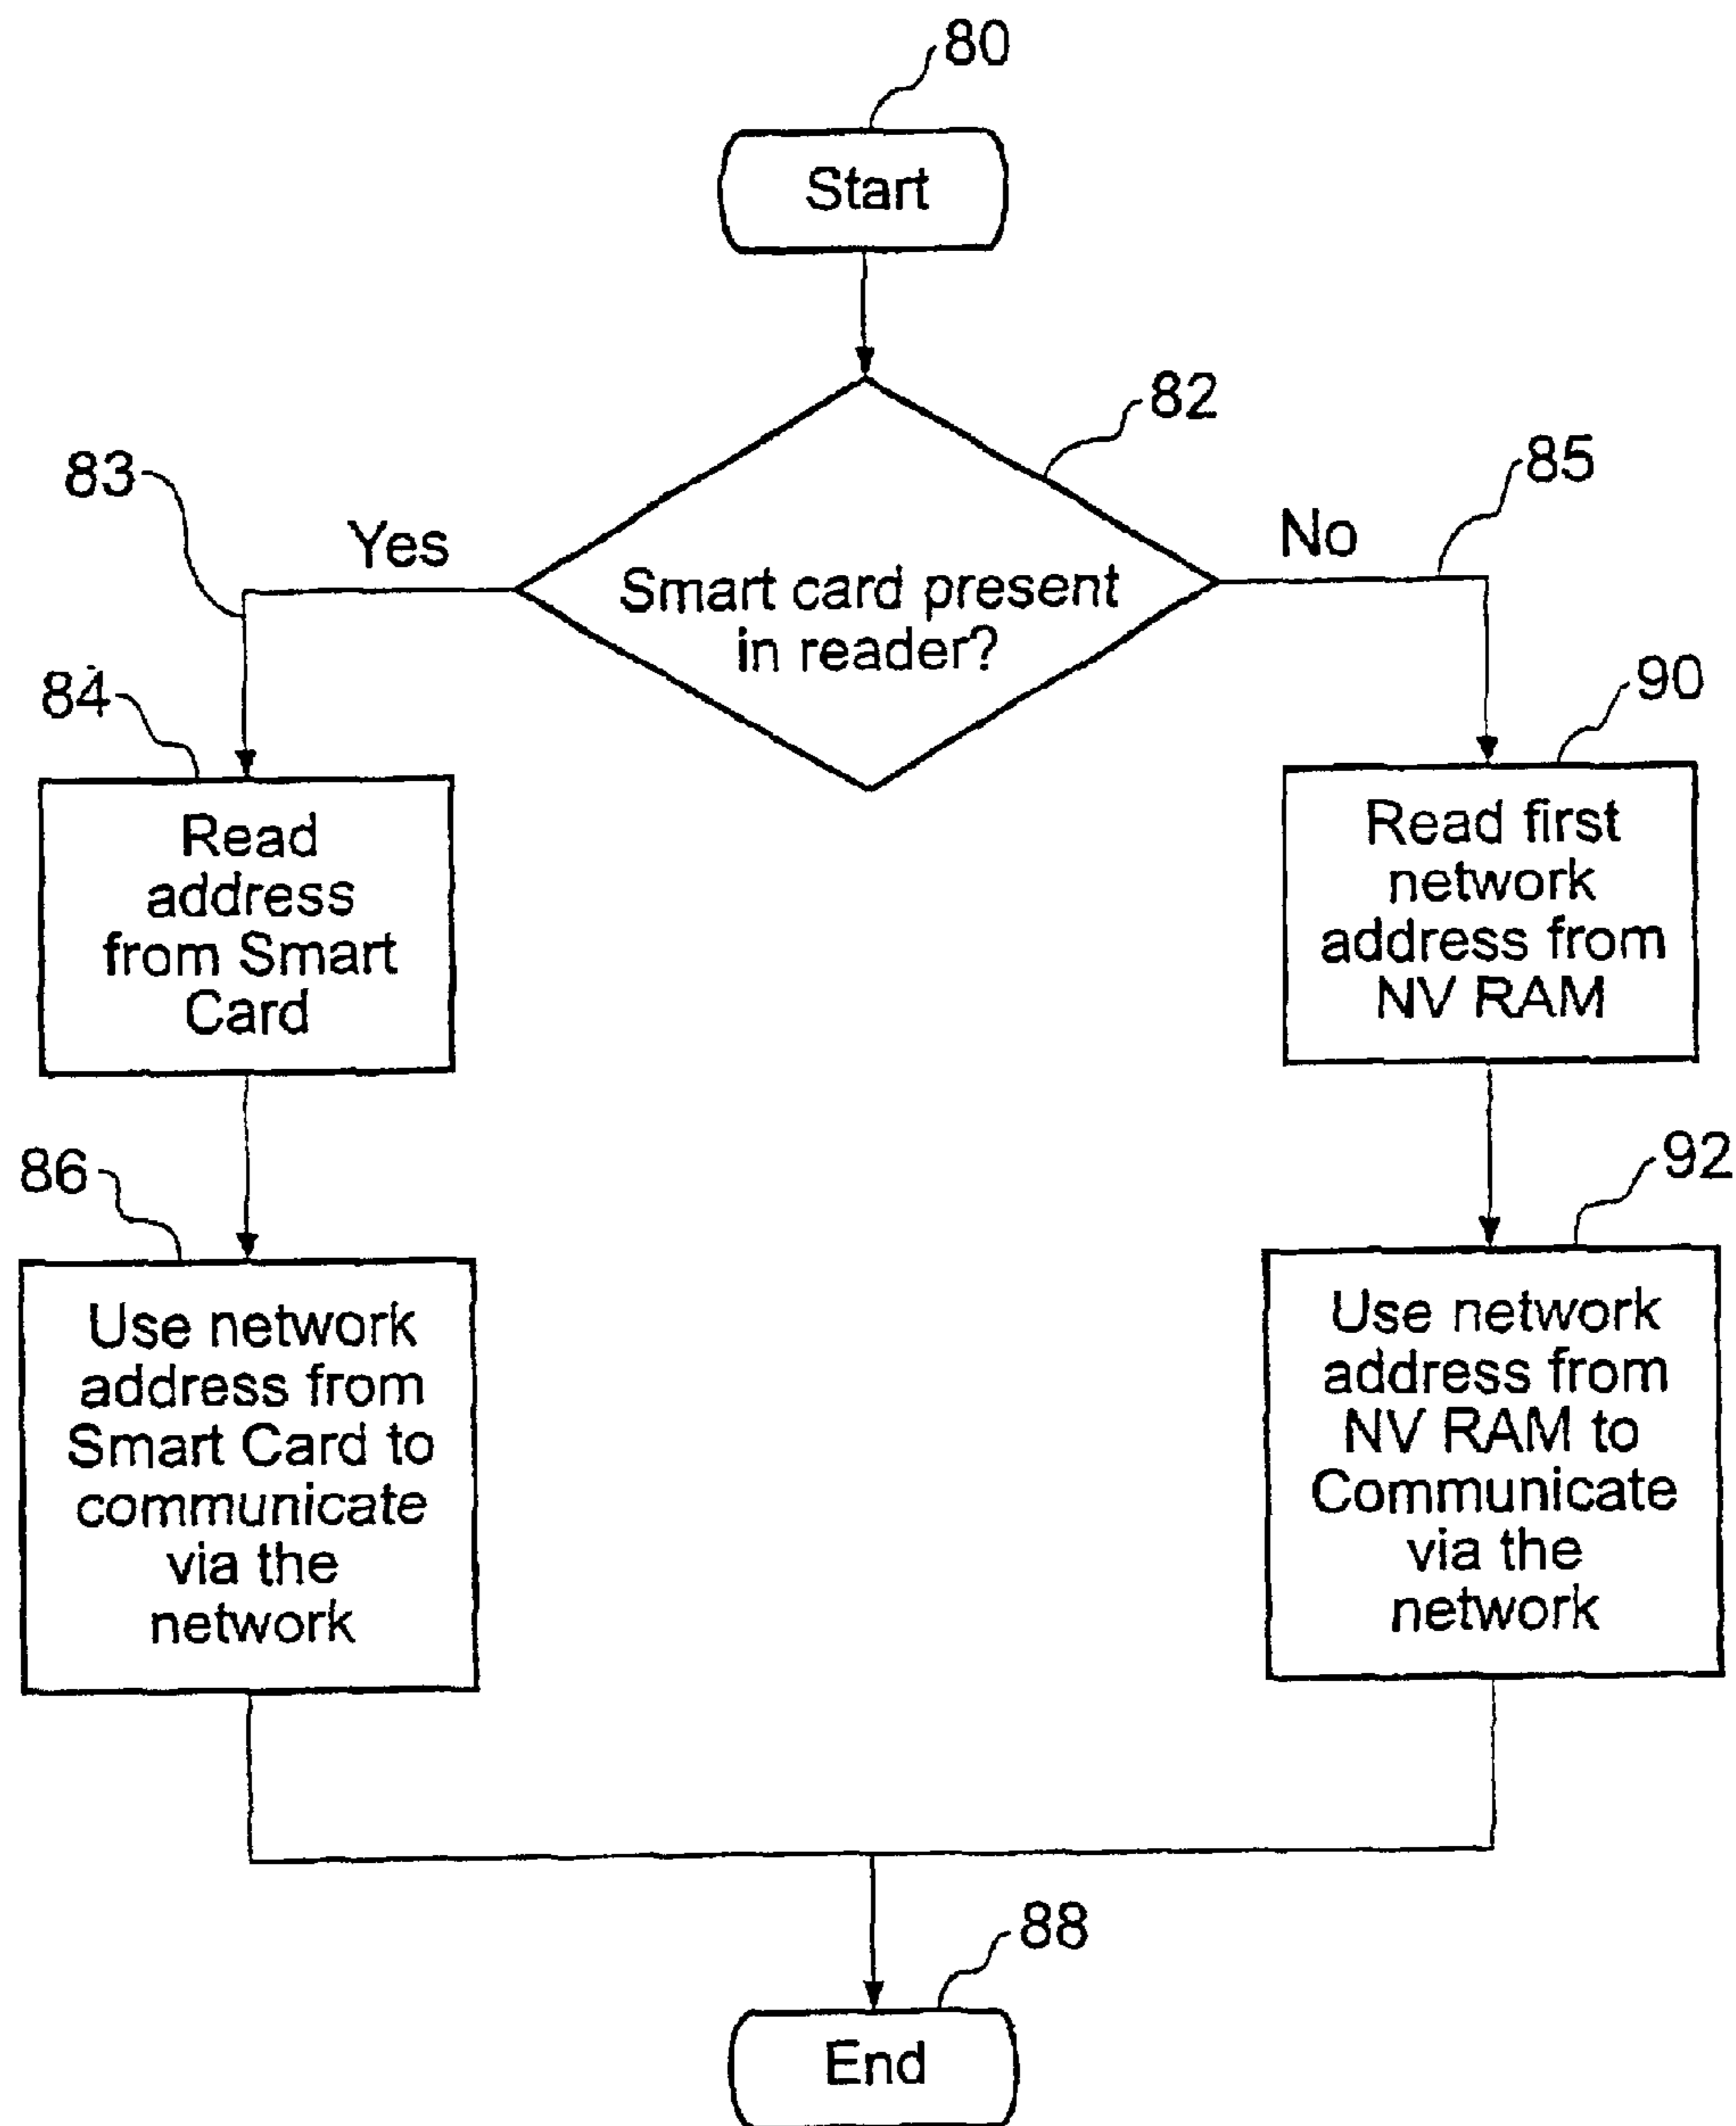 80
Start
82
83
85
Yes
No
Smart card present
in reader?
84
90
Read
address
from Smart
Card
Read first
network
address from
NV RAM
86
92
Use network
address from
Smart Card to
communicate
via the
network
Use network
address from
NV RAM to
Communicate
via the
network
88
End